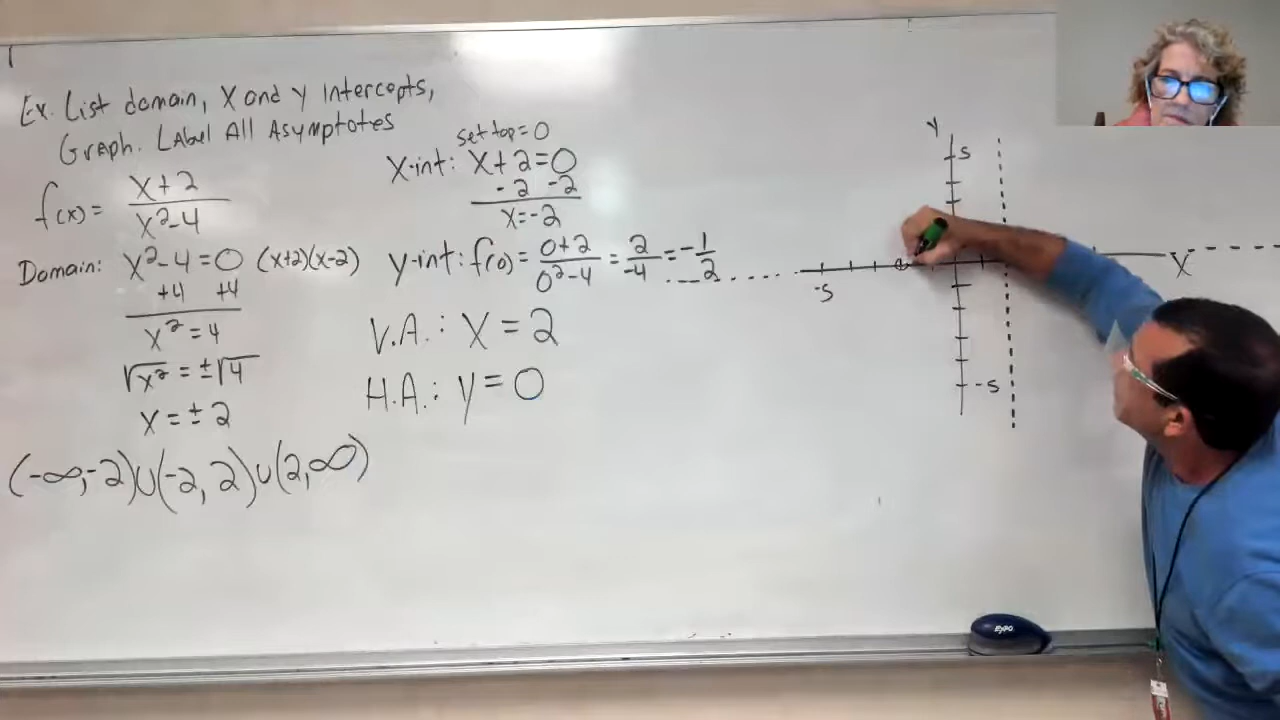 Ex. List domain, X and Y Intercepts,
Graph. Label All Asymptotes
f(x) = x+2 / x²-4
Domain: x²-4=0 (x+2)(x-2)
+4 +4
x²=4
√x² = ±√4
x = ±2
(-∞,-2)∪(-2,2)∪(2,∞)
set top=0
X-int: x+2=0
-2 -2
x=-2
y-int: f(0) = 0+2 / 0²-4 = 2 / -4 = -1 / 2
V.A.: x=2
H.A.: y=0
Y
5
X
-5
-5
EXPO